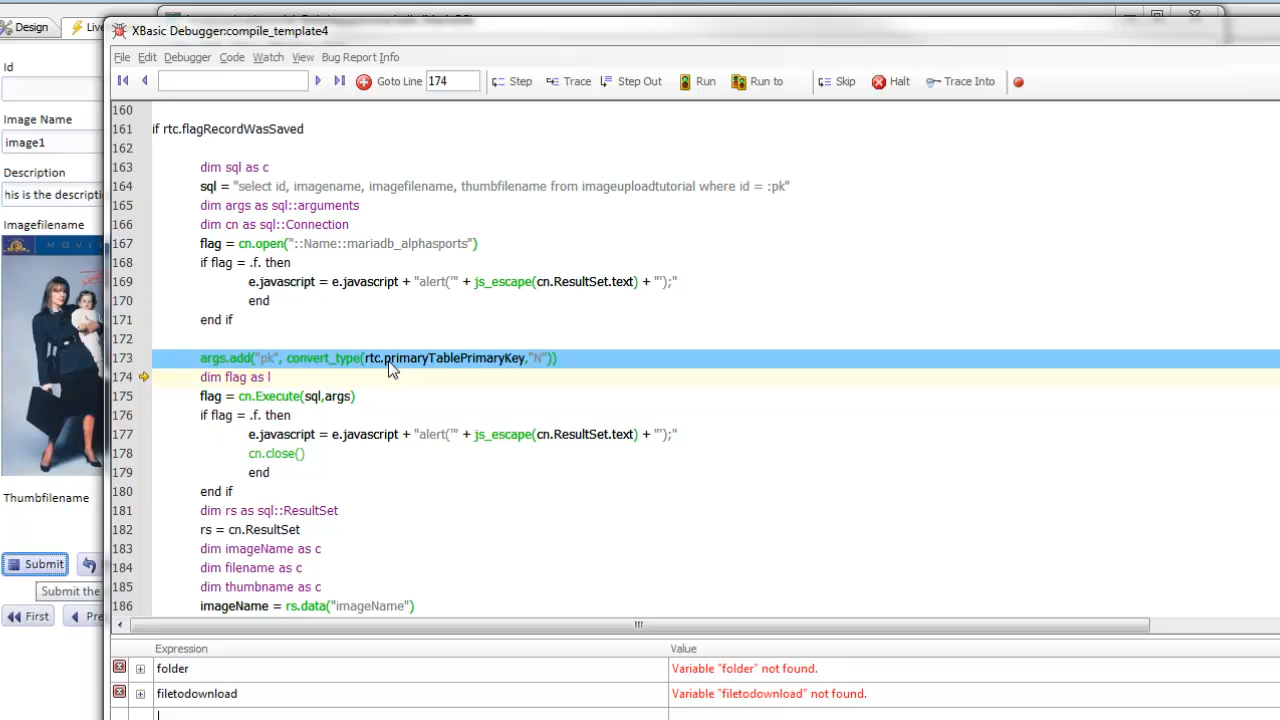 Design
Live
Id
Image Name
image1
Description
his is the descripti
Imagefilename
MOVI
Thumbfilename
Submit
Submit the
First
Pre
XBasic Debugger:compile_template4
File Edit Debugger Code Watch View Bug Report Info
Goto Line 174 Step Trace Step Out Run Run to Skip Halt Trace Into
160
161 if rtc.flagRecordWasSaved
162
163 dim sql as c
164 sql = "select id, imagename, imagefilename, thumbfilename from imageuploadtutorial where id = :pk"
165 dim args as sql::arguments
166 dim cn as sql::Connection
167 flag = cn.open("::Name::mariadb_alphasports")
168 if flag = .f. then
169 e.javascript = e.javascript + "alert('" + js_escape(cn.ResultSet.text) + "');"
170 end
171 end if
172
173 args.add("pk", convert_type(rtc.primaryTablePrimaryKey,"N"))
174 dim flag as l
175 flag = cn.Execute(sql,args)
176 if flag = .f. then
177 e.javascript = e.javascript + "alert('" + js_escape(cn.ResultSet.text) + "');"
178 cn.close()
179 end
180 end if
181 dim rs as sql::ResultSet
182 rs = cn.ResultSet
183 dim imageName as c
184 dim filename as c
185 dim thumbname as c
186 imageName = rs.data("imageName")
Expression Value
folder Variable "folder" not found.
filetodownload Variable "filetodownload" not found.